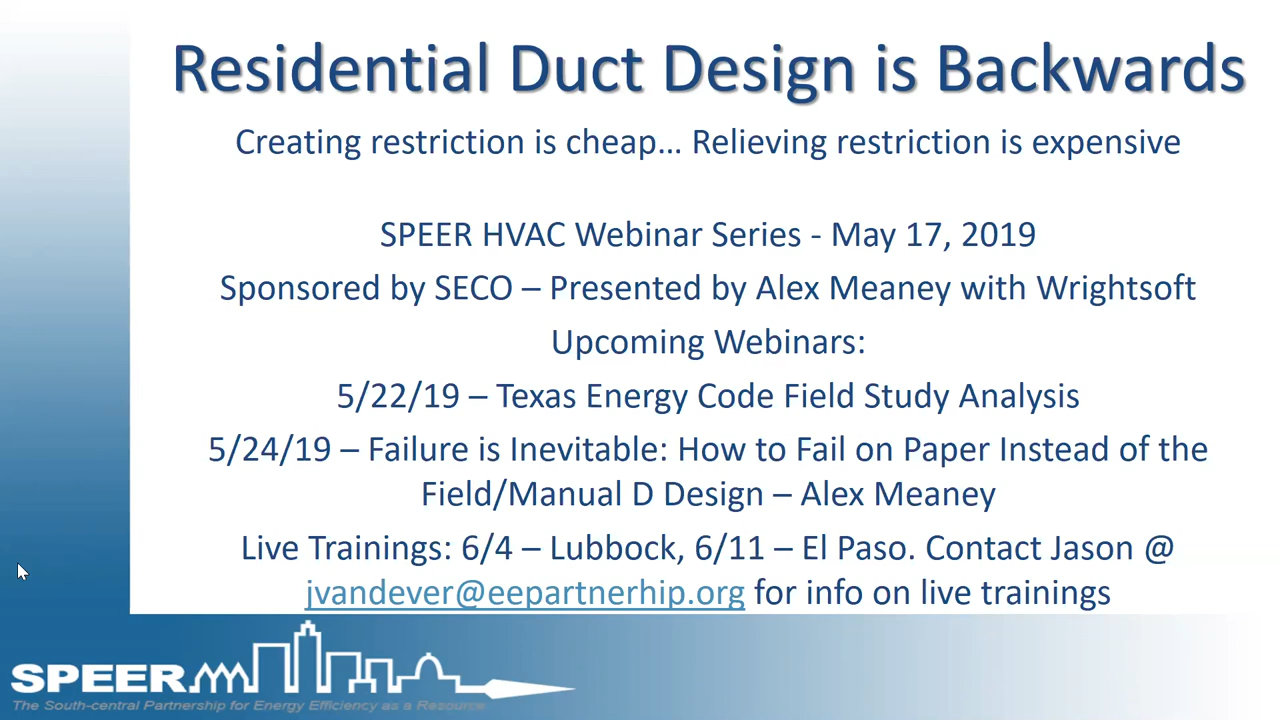 Residential Duct Design is Backwards
Creating restriction is cheap… Relieving restriction is expensive
SPEER HVAC Webinar Series - May 17, 2019
Sponsored by SECO – Presented by Alex Meaney with Wrightsoft
Upcoming Webinars:
5/22/19 – Texas Energy Code Field Study Analysis
5/24/19 – Failure is Inevitable: How to Fail on Paper Instead of the
Field/Manual D Design – Alex Meaney
Live Trainings: 6/4 – Lubbock, 6/11 – El Paso. Contact Jason @
jvandever@eepartnerhip.org for info on live trainings
SPEER
The South-central Partnership for Energy Efficiency as a Resource